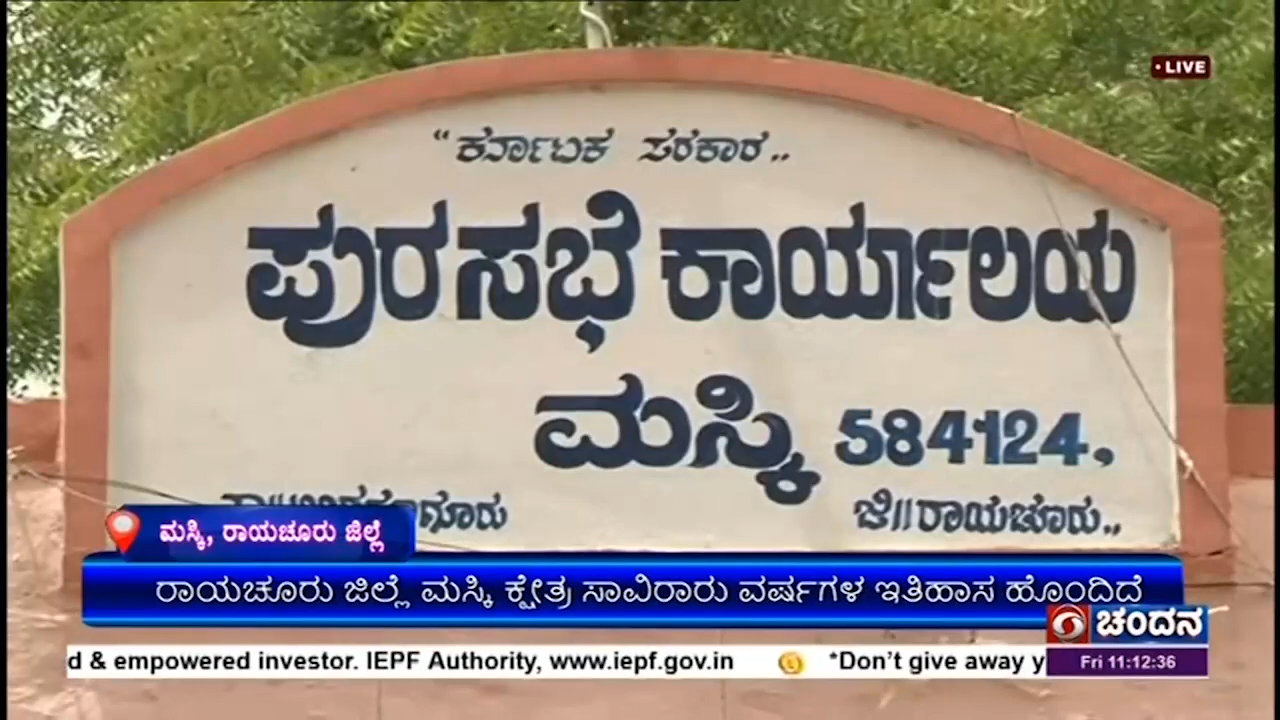 • LIVE
“ಕರ್ನಾಟಕ ಸರಕಾರ..
ಪುರಸಭೆ ಕಾರ್ಯಾಲಯ
ಮಸ್ಕಿ 584124,
ಜಿ||ರಾಯಚೂರು..
ಮಸ್ಕಿ, ರಾಯಚೂರು ಜಿಲ್ಲೆ
ರಾಯಚೂರು ಜಿಲ್ಲೆ ಮಸ್ಕಿ ಕ್ಷೇತ್ರ ಸಾವಿರಾರು ವರ್ಷಗಳ ಇತಿಹಾಸ ಹೊಂದಿದೆ
ಚಂದನ
d & empowered investor. IEPF Authority, www.iepf.gov.in *Don’t give away y
Fri 11:12:36